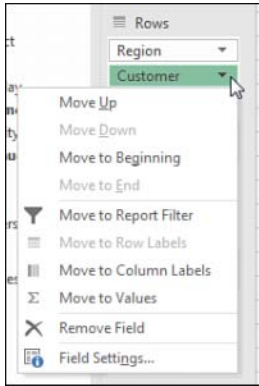 Rows
Region
Customer
Move Up
Move Down
Move to Beginning
Move to End
Move to Report Filter
Move to Row Labels
Move to Column Labels
Σ Move to Values
Remove Field
Field Settings...